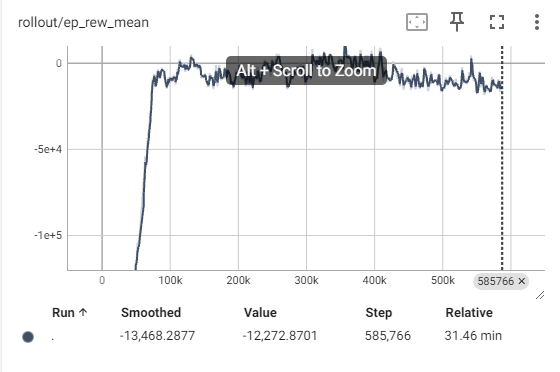 rollout/ep_rew_mean
Alt + Scroll to Zoom
0
-5e+4
-1e+5
0 100k 200k 300k 400k 500k 585766 ×
Run ↑ Smoothed Value Step Relative
. -13,468.2877 -12,272.8701 585,766 31.46 min